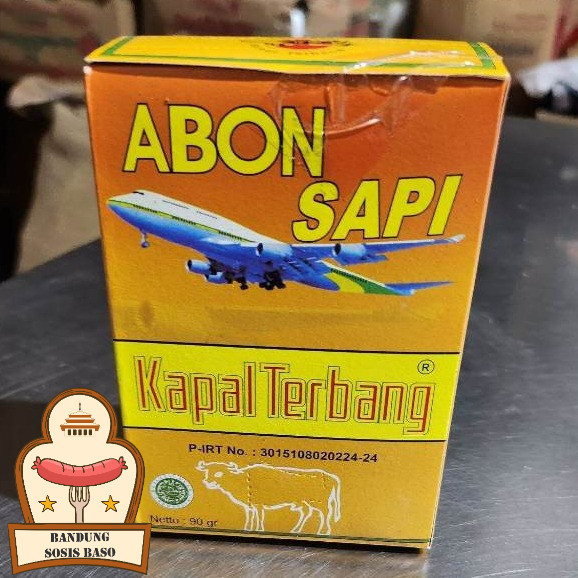 ABON
SAPI
Kapal Terbang ®
P-IRT No. : 3015108020224-24
Netto : 90 gr
BANDUNG
SOSIS BASO